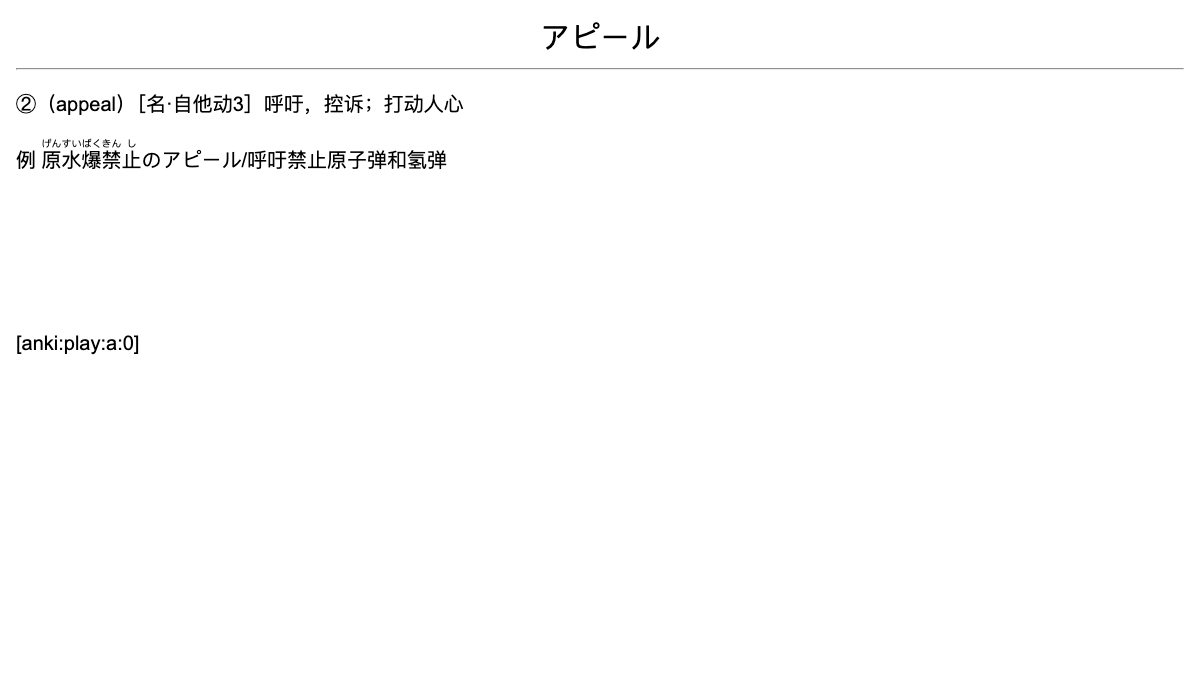 アピール
②（appeal）［名·自他动3］呼吁，控诉；打动人心
げんすいばくきん し
例 原水爆禁止のアピール/呼吁禁止原子弹和氢弹
[anki:play:a:0]